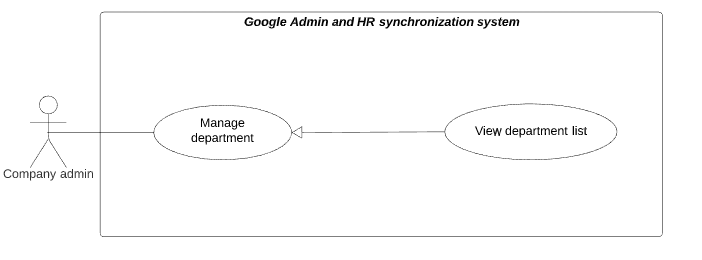 Google Admin and HR synchronization system
Manage
department
View department list
Company admin